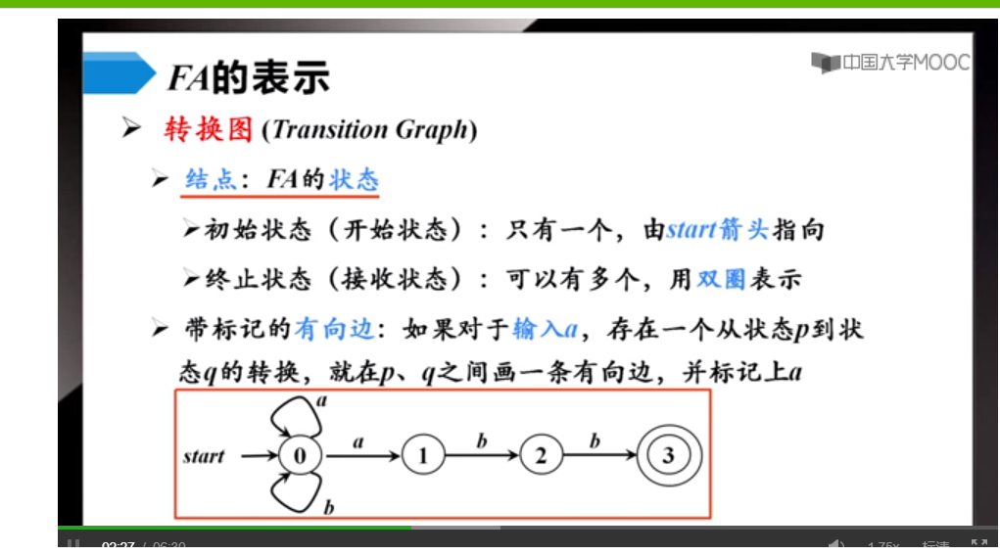 FA的表示
中国大学MOOC
➢ 转换图 (Transition Graph)
➢ 结点：FA的状态
➢初始状态（开始状态）：只有一个，由start箭头指向
➢终止状态（接收状态）：可以有多个，用双圈表示
➢ 带标记的有向边：如果对于输入a，存在一个从状态p到状
态q的转换，就在p、q之间画一条有向边，并标记上a
a
start 0 a 1 b 2 b 3
b
02:27 / 06:30 1.75x 标清